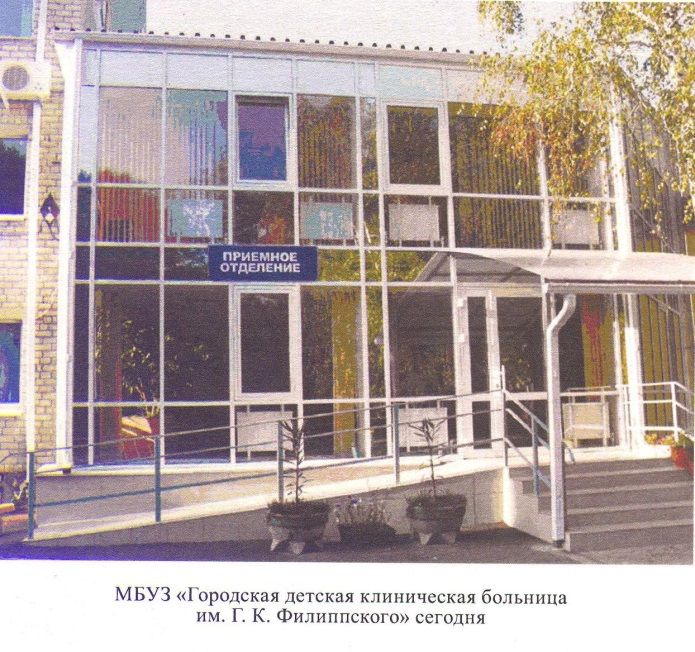 ПРИЕМНОЕ
ОТДЕЛЕНИЕ
МБУЗ «Городская детская клиническая больница
им. Г. К. Филиппского» сегодня